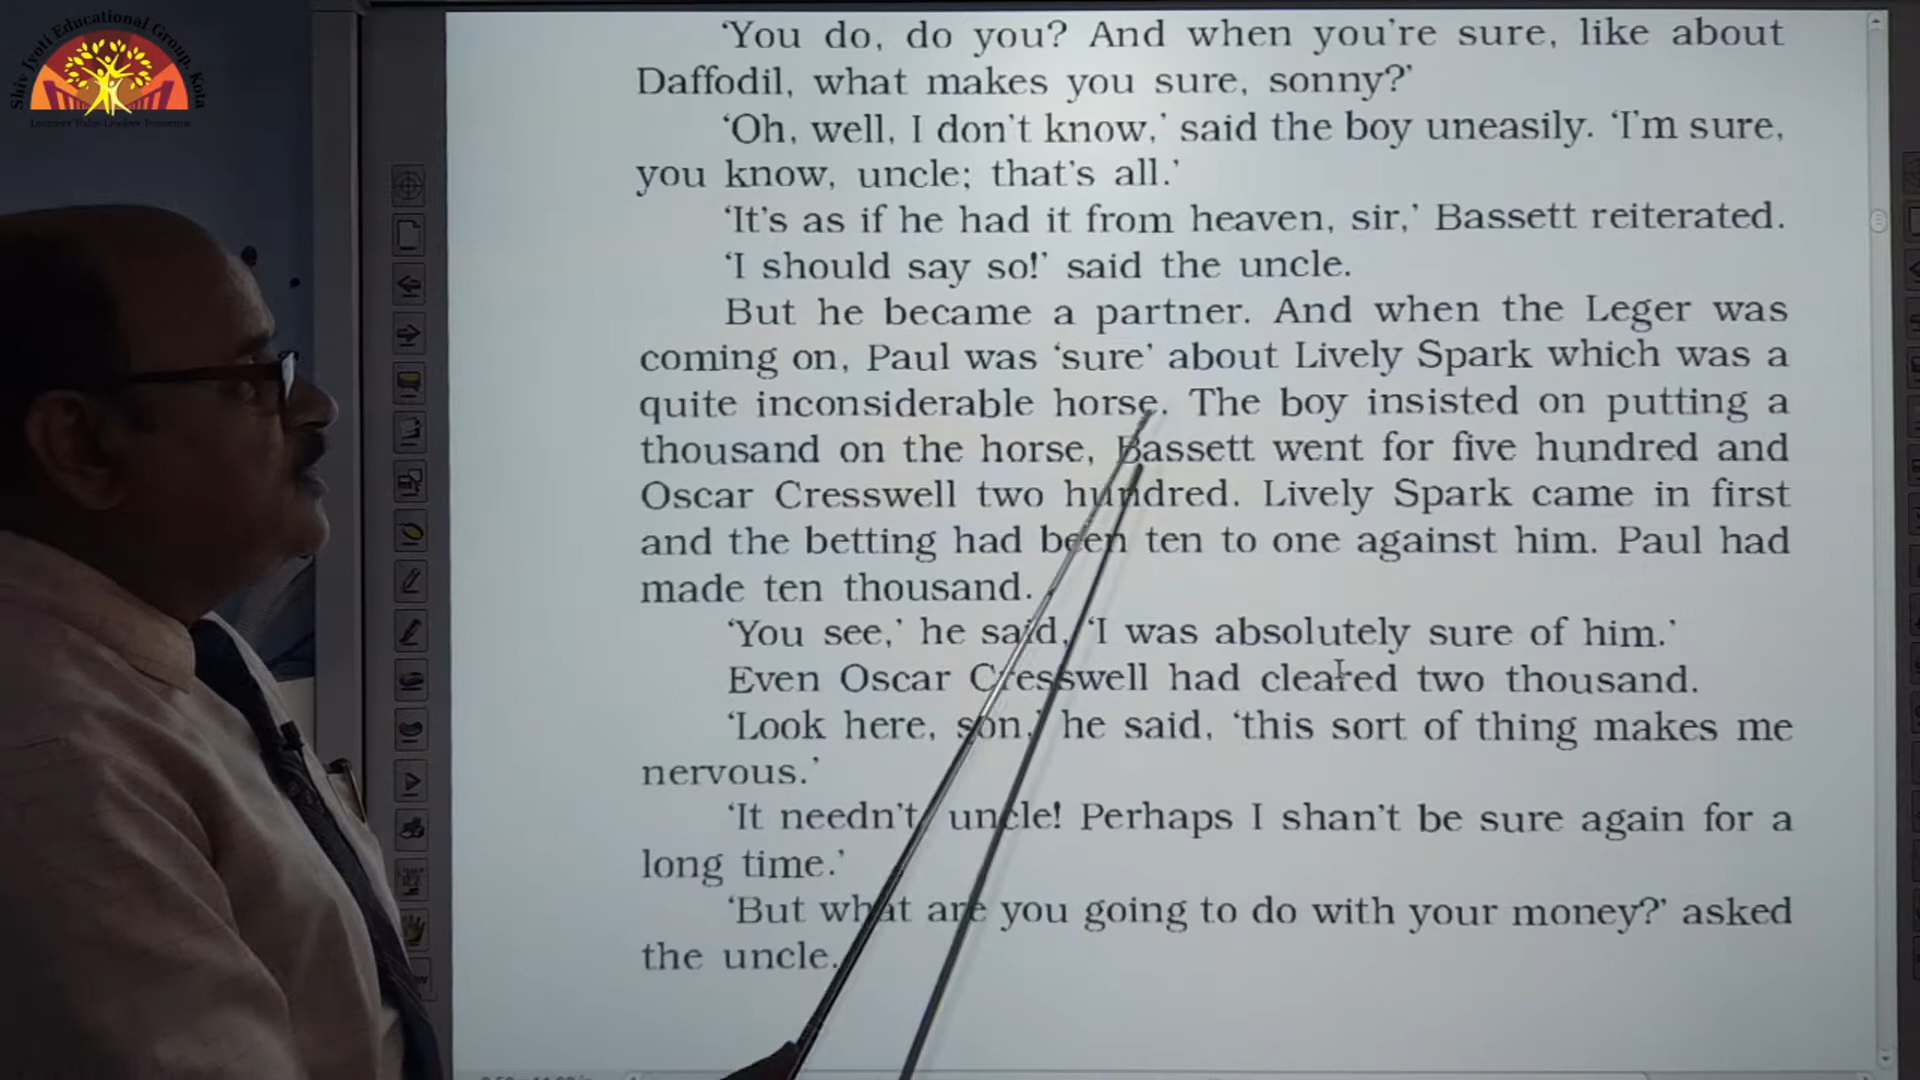 Shiv Jyoti Educational Group, Kota
‘You do, do you? And when you're sure, like about
Daffodil, what makes you sure, sonny?’
‘Oh, well, I don't know,’ said the boy uneasily. ‘I'm sure,
you know, uncle; that's all.’
‘It's as if he had it from heaven, sir,’ Bassett reiterated.
‘I should say so!’ said the uncle.
But he became a partner. And when the Leger was
coming on, Paul was ‘sure’ about Lively Spark which was a
quite inconsiderable horse. The boy insisted on putting a
thousand on the horse, Bassett went for five hundred and
Oscar Cresswell two hundred. Lively Spark came in first
and the betting had been ten to one against him. Paul had
made ten thousand.
‘You see,’ he said, ‘I was absolutely sure of him.’
Even Oscar Cresswell had cleared two thousand.
‘Look here, son,’ he said, ‘this sort of thing makes me
nervous.’
‘It needn't, uncle! Perhaps I shan't be sure again for a
long time.’
‘But what are you going to do with your money?’ asked
the uncle.